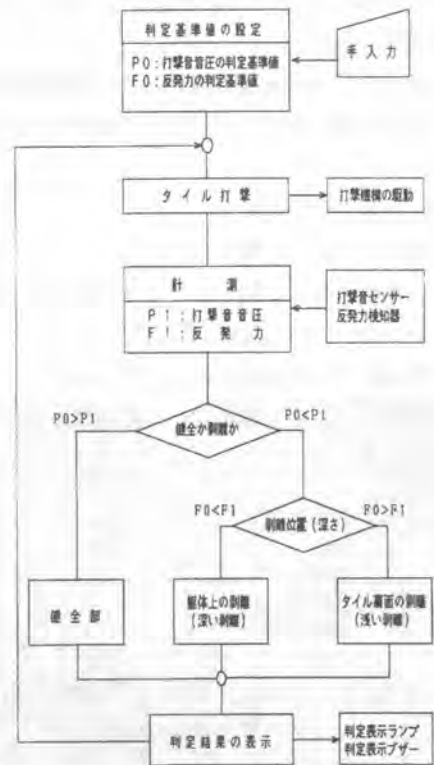 判定基準値の設定
P0:打撃音音圧の判定基準値
F0:反発力の判定基準値
手入力
タイル打撃
打撃機構の駆動
計測
P1:打撃音音圧
F1:反発力
打撃音センサー
反発力検知器
P0>P1
健全か剥離か
P0<P1
F0<F1
剥離位置(深さ)
F0>F1
健全部
躯体上の剥離
(深い剥離)
タイル裏面の剥離
(浅い剥離)
判定結果の表示
判定表示ランプ
判定表示ブザー